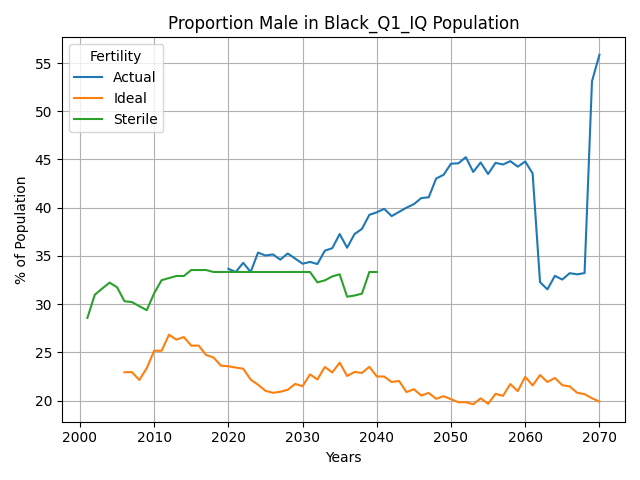 Proportion Male in Black_Q1_IQ Population
Fertility
Actual
Ideal
Sterile
% of Population
55
50
45
40
35
30
25
20
2000 2010 2020 2030 2040 2050 2060 2070
Years